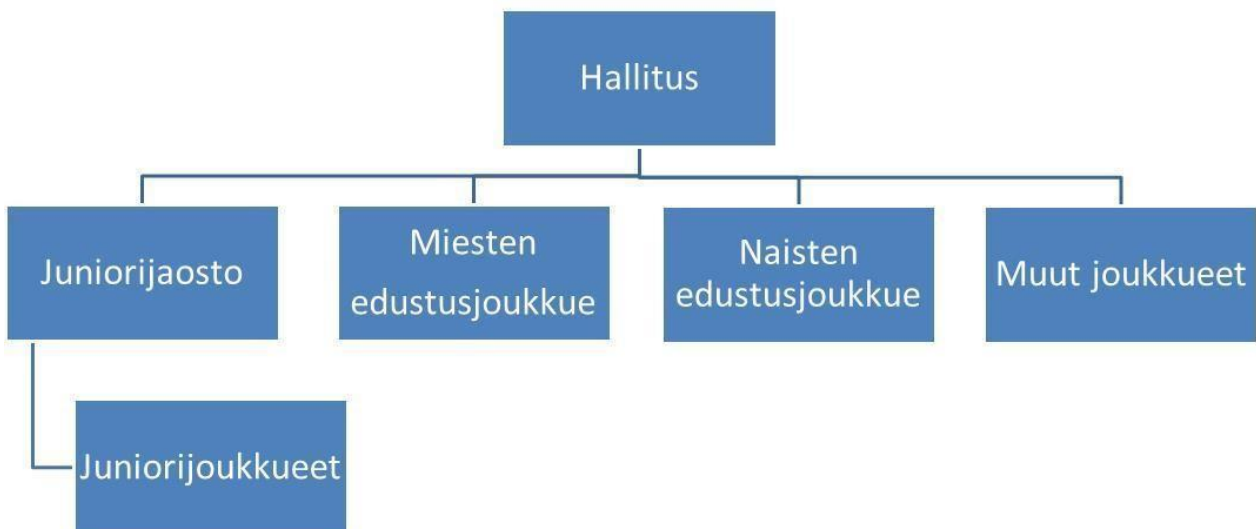 Hallitus
Juniorijaosto
Miesten
edustusjoukkue
Naisten
edustusjoukkue
Muut joukkueet
Juniorijoukkueet